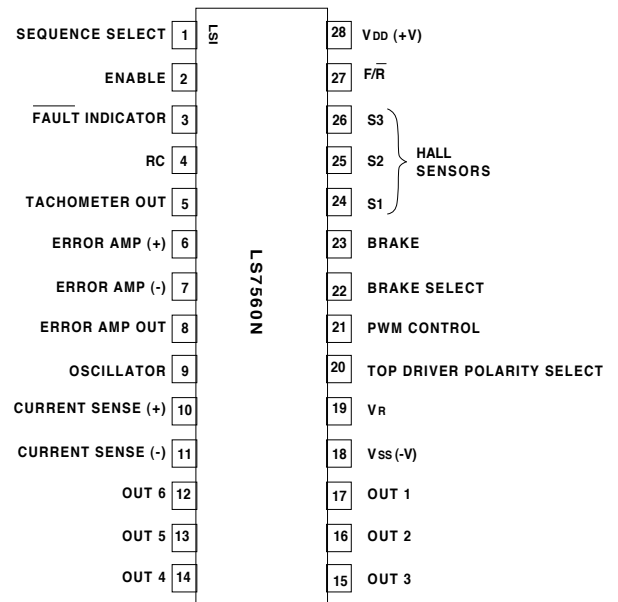 SEQUENCE SELECT 1 LSI 28 VDD (+V)
ENABLE 2 27 F/R̅
F̅A̅U̅L̅T̅ INDICATOR 3 26 S3
RC 4 25 S2 HALL
SENSORS
TACHOMETER OUT 5 24 S1
ERROR AMP (+) 6 23 BRAKE
LS7560N
ERROR AMP (-) 7 22 BRAKE SELECT
ERROR AMP OUT 8 21 PWM CONTROL
OSCILLATOR 9 20 TOP DRIVER POLARITY SELECT
CURRENT SENSE (+) 10 19 VR
CURRENT SENSE (-) 11 18 VSS (-V)
OUT 6 12 17 OUT 1
OUT 5 13 16 OUT 2
OUT 4 14 15 OUT 3